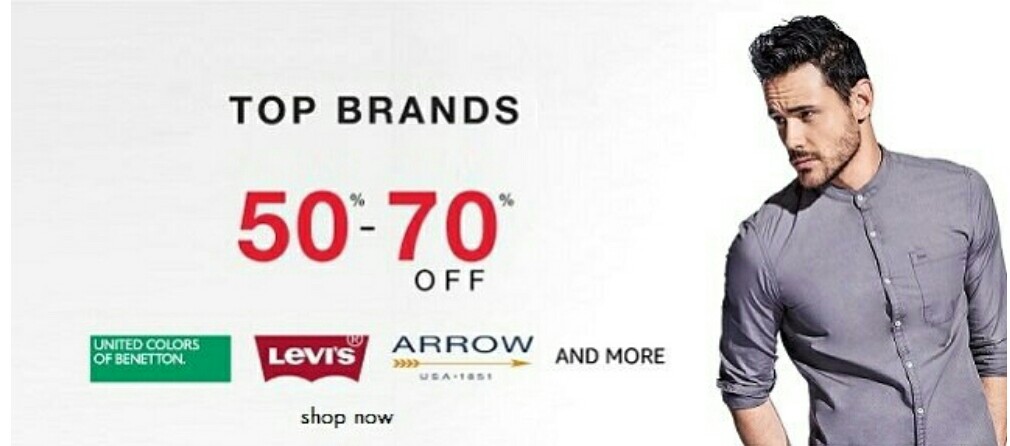 TOP BRANDS
50%-70%
OFF
UNITED COLORS
OF BENETTON.
LEVI'S®
ARROW
USA-1851
AND MORE
shop now